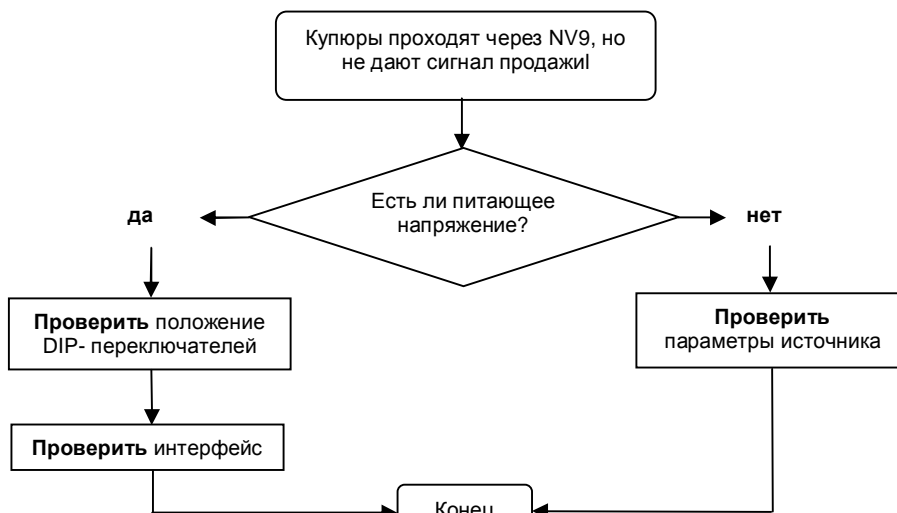 Купюры проходят через NV9, но
не дают сигнал продажиl
Есть ли питающее
напряжение?
да
нет
Проверить положение
DIP- переключателей
Проверить
параметры источника
Проверить интерфейс
Конец